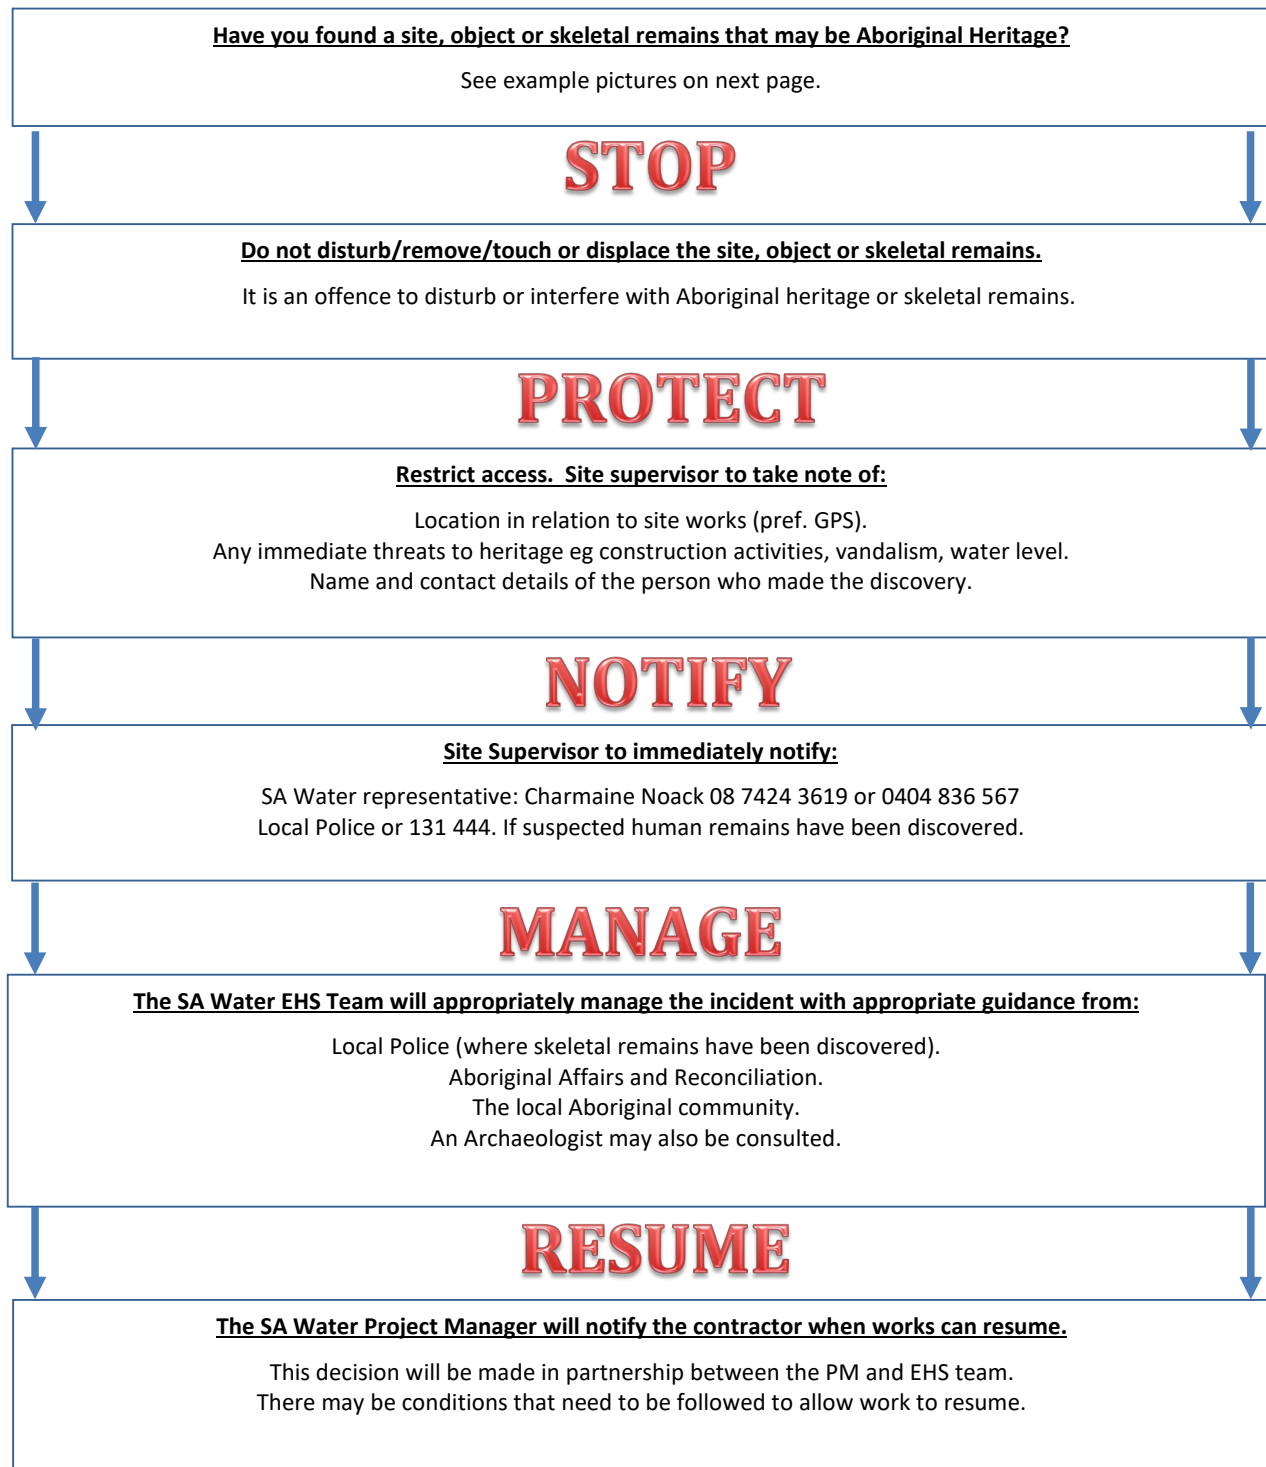 Have you found a site, object or skeletal remains that may be Aboriginal Heritage?
See example pictures on next page.
STOP
Do not disturb/remove/touch or displace the site, object or skeletal remains.
It is an offence to disturb or interfere with Aboriginal heritage or skeletal remains.
PROTECT
Restrict access.  Site supervisor to take note of:
Location in relation to site works (pref. GPS).
Any immediate threats to heritage eg construction activities, vandalism, water level.
Name and contact details of the person who made the discovery.
NOTIFY
Site Supervisor to immediately notify:
SA Water representative: Charmaine Noack 08 7424 3619 or 0404 836 567
Local Police or 131 444. If suspected human remains have been discovered.
MANAGE
The SA Water EHS Team will appropriately manage the incident with appropriate guidance from:
Local Police (where skeletal remains have been discovered).
Aboriginal Affairs and Reconciliation.
The local Aboriginal community.
An Archaeologist may also be consulted.
RESUME
The SA Water Project Manager will notify the contractor when works can resume.
This decision will be made in partnership between the PM and EHS team.
There may be conditions that need to be followed to allow work to resume.